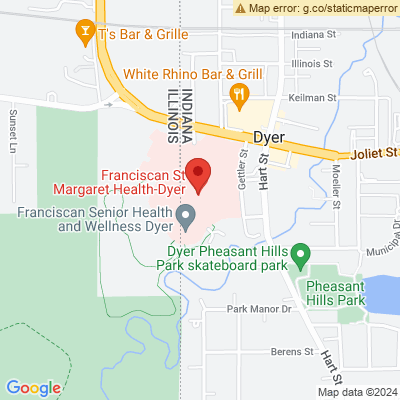 Map error: g.co/staticmaperror
T's Bar & Grille
Indiana St
Illinois St
White Rhino Bar & Grill
Keilman St
Sunset Ln
ILLINOIS
INDIANA
Dyer
Joliet St
Gettler St
Hart St
Moeller St
Franciscan St
Margaret Health-Dyer
Franciscan Senior Health
and Wellness Dyer
Municipal Dr
Dyer Pheasant Hills
Park skateboard park
Pheasant
Hills Park
Park Manor Dr
Berens St
Hart St
Google
Map data ©2024